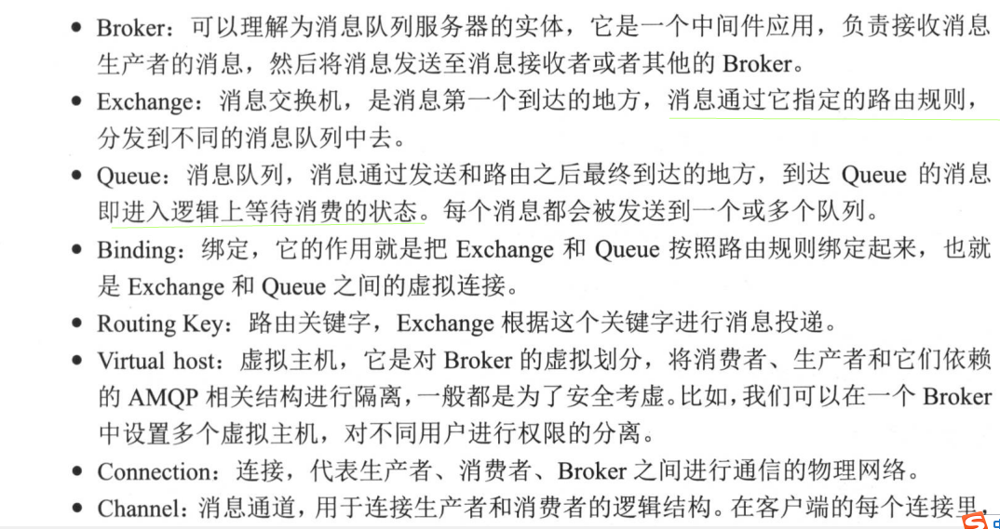 • Broker：可以理解为消息队列服务器的实体，它是一个中间件应用，负责接收消息
生产者的消息，然后将消息发送至消息接收者或者其他的 Broker。
• Exchange：消息交换机，是消息第一个到达的地方，消息通过它指定的路由规则，
分发到不同的消息队列中去。
• Queue：消息队列，消息通过发送和路由之后最终到达的地方，到达 Queue 的消息
即进入逻辑上等待消费的状态。每个消息都会被发送到一个或多个队列。
• Binding：绑定，它的作用就是把 Exchange 和 Queue 按照路由规则绑定起来，也就
是 Exchange 和 Queue 之间的虚拟连接。
• Routing Key：路由关键字，Exchange 根据这个关键字进行消息投递。
• Virtual host：虚拟主机，它是对 Broker 的虚拟划分，将消费者、生产者和它们依赖
的 AMQP 相关结构进行隔离，一般都是为了安全考虑。比如，我们可以在一个 Broker
中设置多个虚拟主机，对不同用户进行权限的分离。
• Connection：连接，代表生产者、消费者、Broker 之间进行通信的物理网络。
• Channel：消息通道，用于连接生产者和消费者的逻辑结构。在客户端的每个连接里，